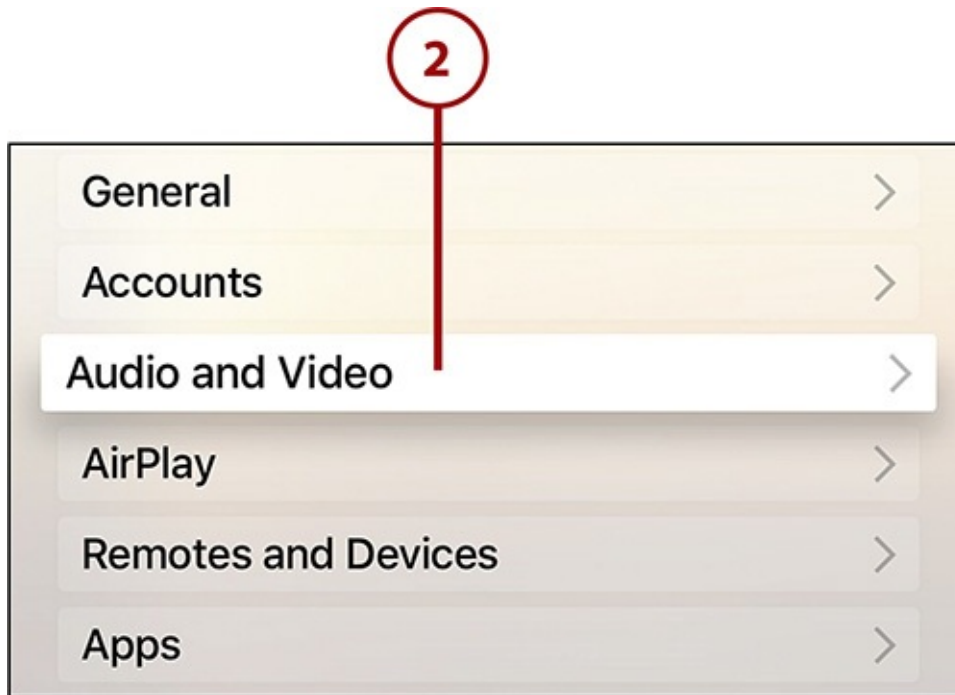 2
General
Accounts
Audio and Video
AirPlay
Remotes and Devices
Apps